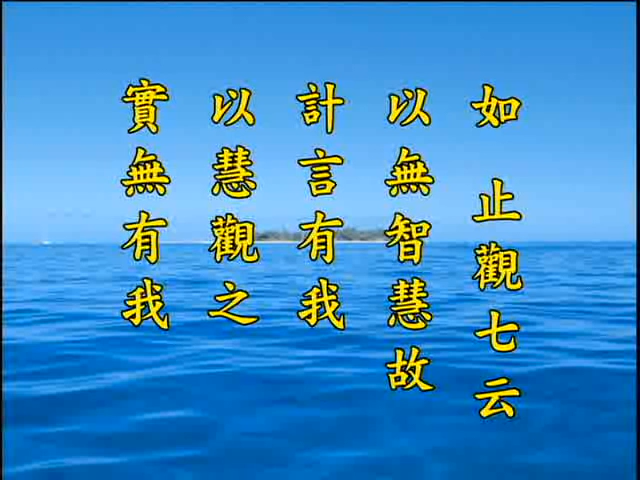 如 止觀七云
以無智慧故
計言有我
以慧觀之
實無有我